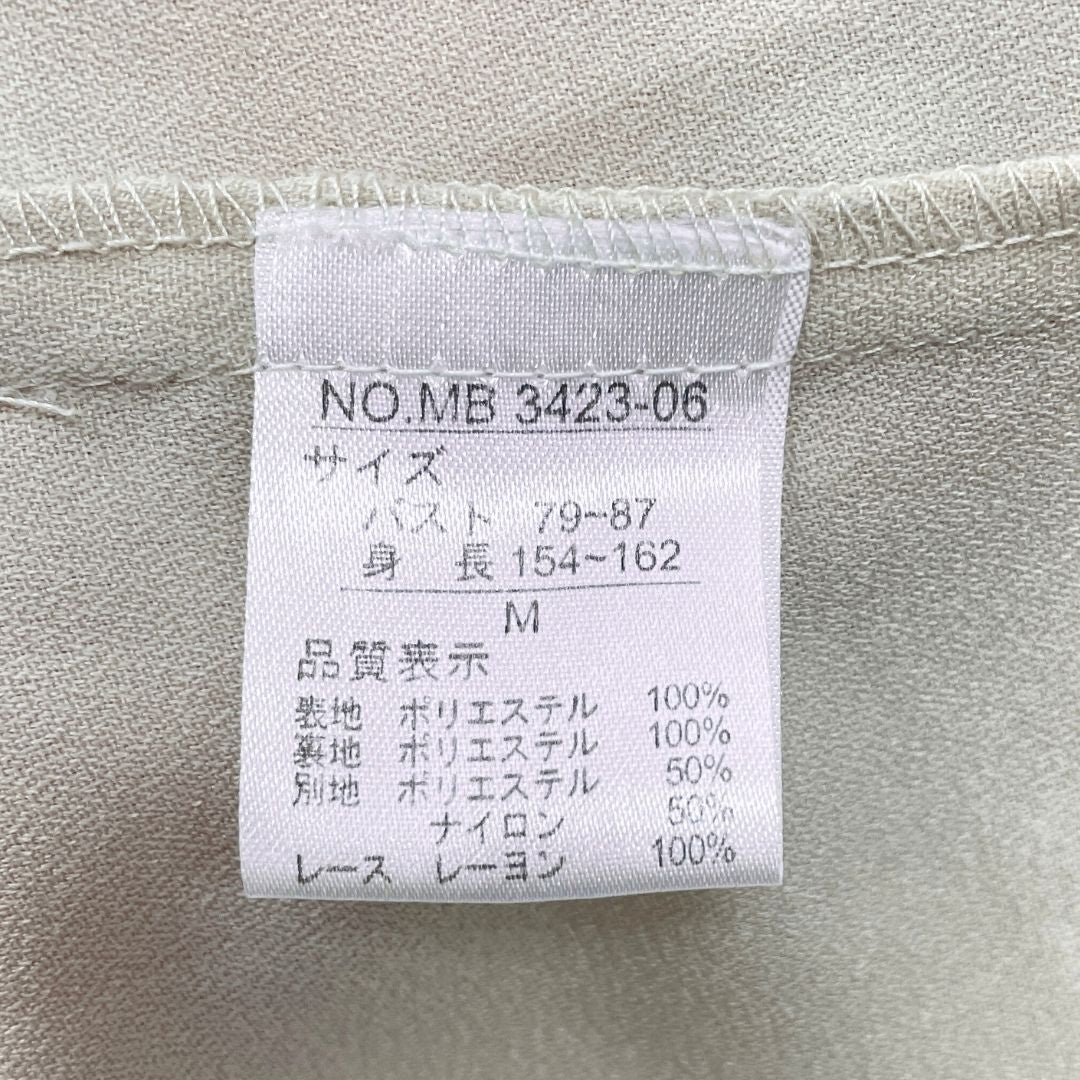 NO.MB 3423-06
サイズ
バスト 79~87
身 長 154~162
M
品質表示
表地 ポリエステル 100%
裏地 ポリエステル 100%
別地 ポリエステル 50%
ナイロン 50%
レース レーヨン 100%